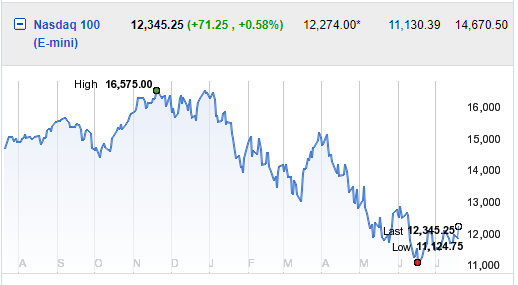 Nasdaq 100 12,345.25 (+71.25 , +0.58%) 12,274.00* 11,130.39 14,670.50
(E-mini)
High 16,575.00
16,000
15,000
14,000
13,000
Last 12,345.25
12,000
Low 11,124.75
A S O N D J F M A M J J
11,000